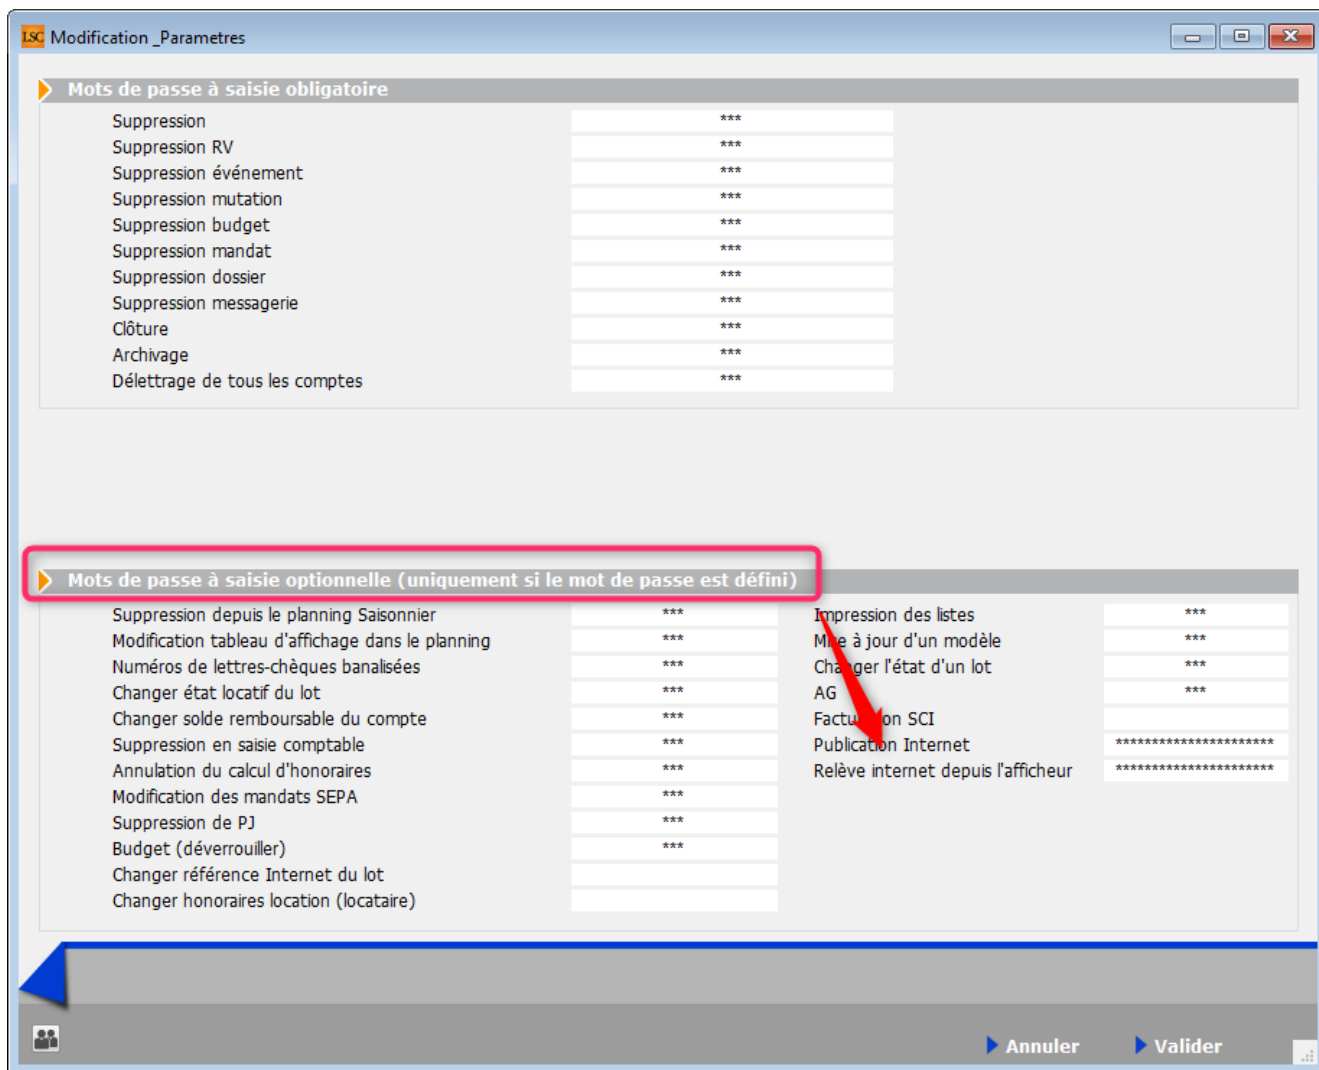 LSC Modification _Parametres
Mots de passe à saisie obligatoire
Suppression ***
Suppression RV ***
Suppression événement ***
Suppression mutation ***
Suppression budget ***
Suppression mandat ***
Suppression dossier ***
Suppression messagerie ***
Clôture ***
Archivage ***
Délettrage de tous les comptes ***
Mots de passe à saisie optionnelle (uniquement si le mot de passe est défini)
Suppression depuis le planning Saisonnier ***
Modification tableau d'affichage dans le planning ***
Numéros de lettres-chèques banalisées ***
Changer état locatif du lot ***
Changer solde remboursable du compte ***
Suppression en saisie comptable ***
Annulation du calcul d'honoraires ***
Modification des mandats SEPA ***
Suppression de PJ ***
Budget (déverrouiller) ***
Changer référence Internet du lot
Changer honoraires location (locataire)
Impression des listes ***
Mise à jour d'un modèle ***
Changer l'état d'un lot ***
AG ***
Facturation SCI
Publication Internet **********************
Relève internet depuis l'afficheur **********************
Annuler Valider